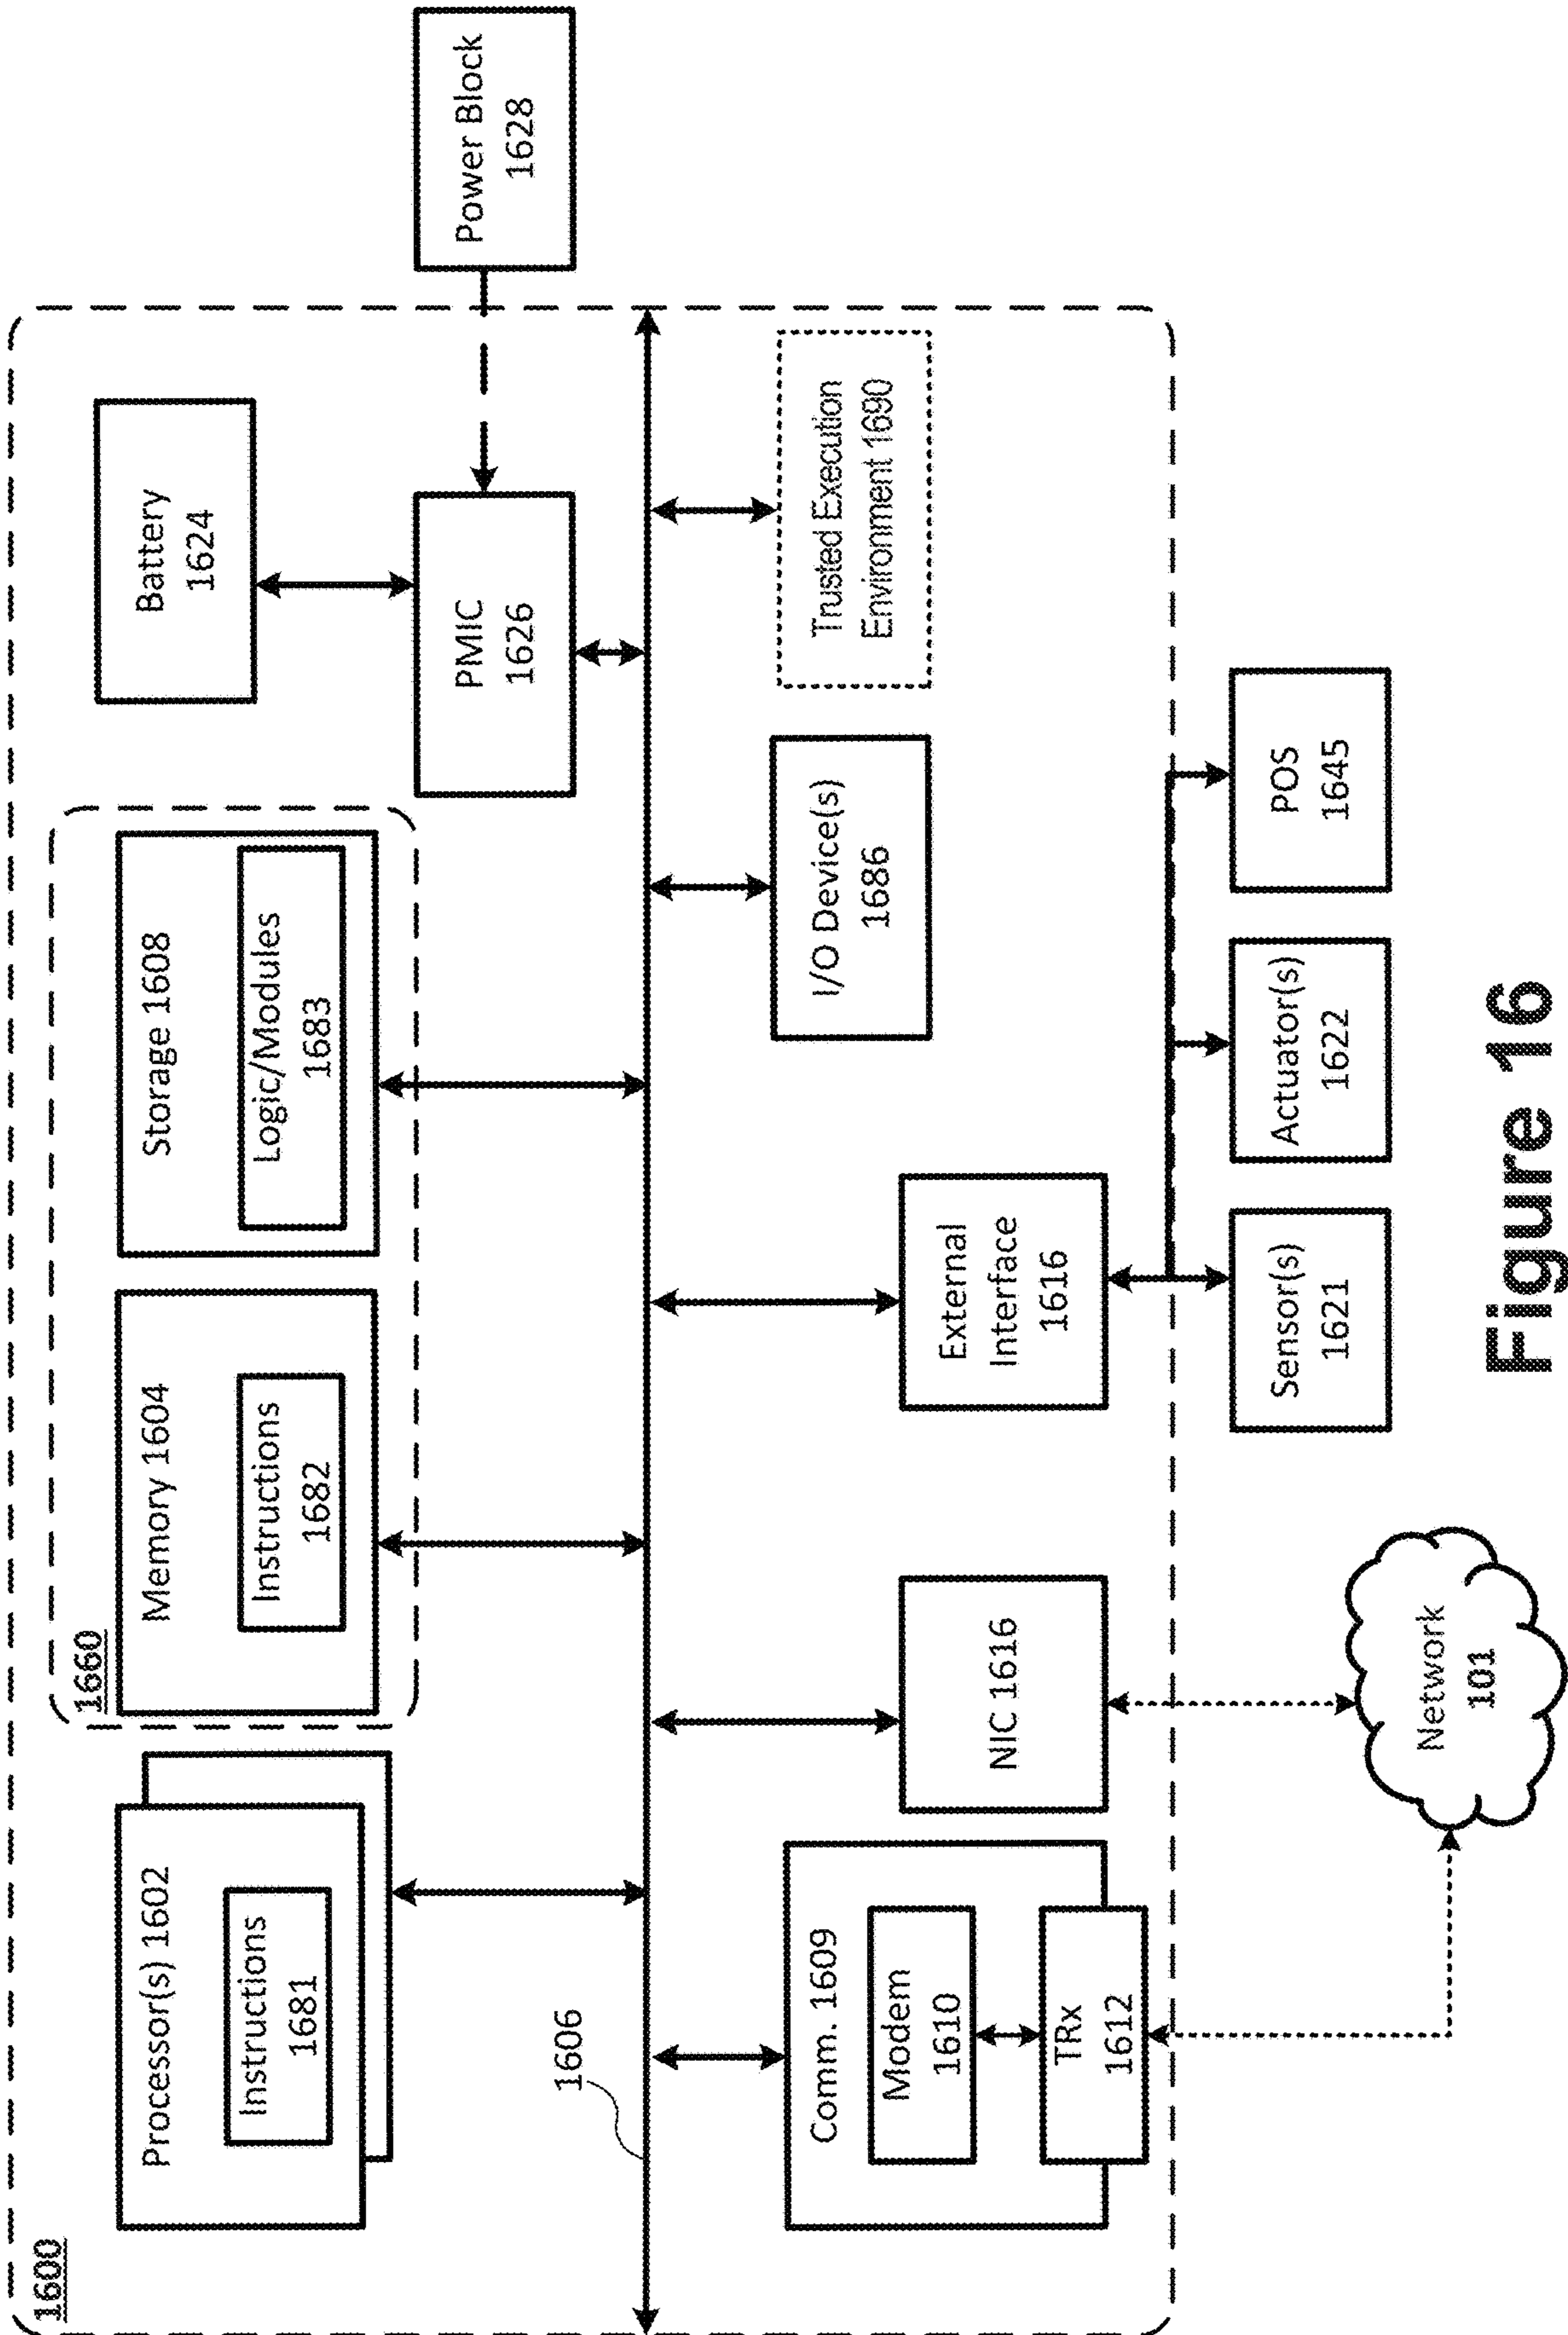 1600
Processor(s) 1602
Instructions
1681
1660
Memory 1604
Instructions
1682
Storage 1608
Logic/Modules
1683
Battery
1624
PMIC
1626
Power Block
1628
1606
Comm. 1609
Modem
1610
TRx
1612
NIC 1616
External
Interface
1616
I/O Device(s)
1686
Trusted Execution
Environment 1690
Network
101
Sensor(s)
1621
Actuator(s)
1622
POS
1645
Figure 16